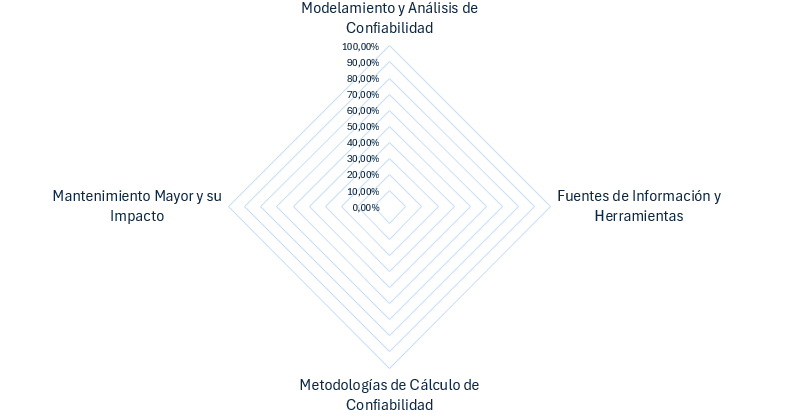 Modelamiento y Análisis de
Confiabilidad
100,00%
90,00%
80,00%
70,00%
60,00%
50,00%
40,00%
30,00%
20,00%
10,00%
0,00%
Mantenimiento Mayor y su
Impacto
Fuentes de Información y
Herramientas
Metodologías de Cálculo de
Confiabilidad